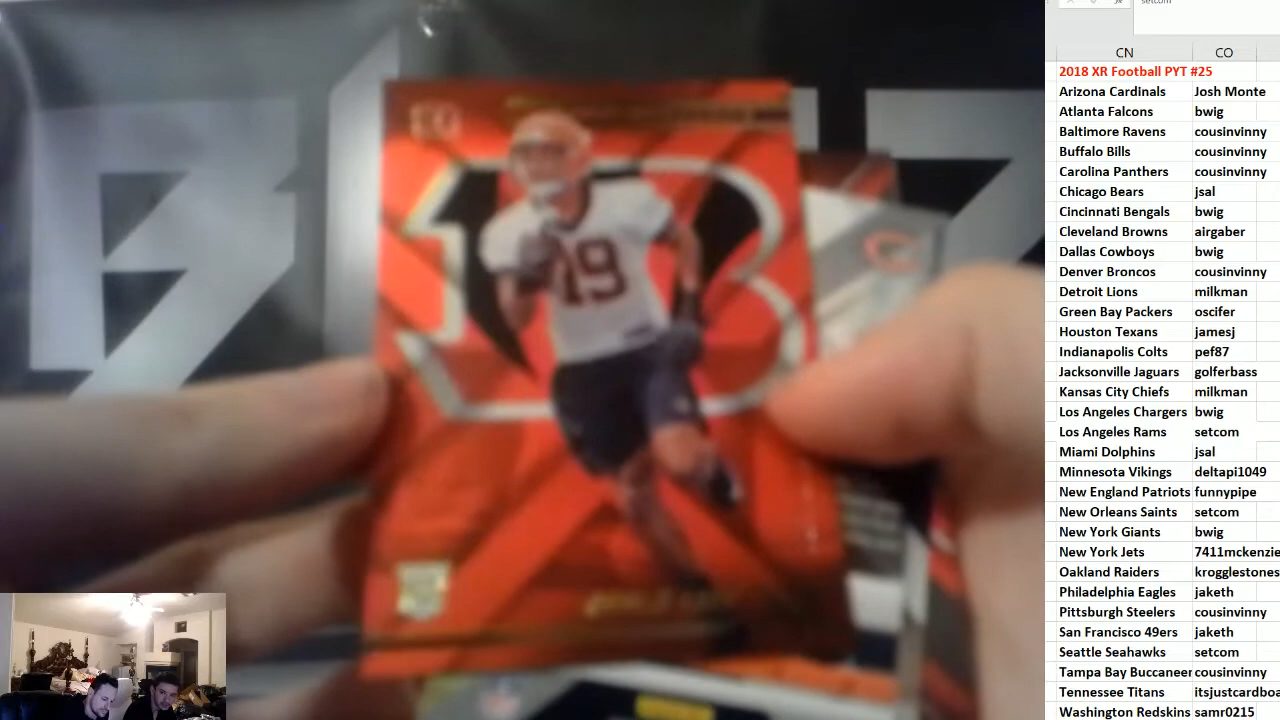 setcom
CN CO
2018 XR Football PYT #25
Arizona Cardinals Josh Monte
Atlanta Falcons bwig
Baltimore Ravens cousinvinny
Buffalo Bills cousinvinny
Carolina Panthers cousinvinny
Chicago Bears jsal
Cincinnati Bengals bwig
Cleveland Browns airgaber
Dallas Cowboys bwig
Denver Broncos cousinvinny
Detroit Lions milkman
Green Bay Packers oscifer
Houston Texans jamesj
Indianapolis Colts pef87
Jacksonville Jaguars golferbass
Kansas City Chiefs milkman
Los Angeles Chargers bwig
Los Angeles Rams setcom
Miami Dolphins jsal
Minnesota Vikings deltapi1049
New England Patriots funnypipe
New Orleans Saints setcom
New York Giants bwig
New York Jets 7411mckenzie
Oakland Raiders krogglestones
Philadelphia Eagles jaketh
Pittsburgh Steelers cousinvinny
San Francisco 49ers jaketh
Seattle Seahawks setcom
Tampa Bay Buccaneer cousinvinny
Tennessee Titans itsjustcardboa
Washington Redskins samr0215
19